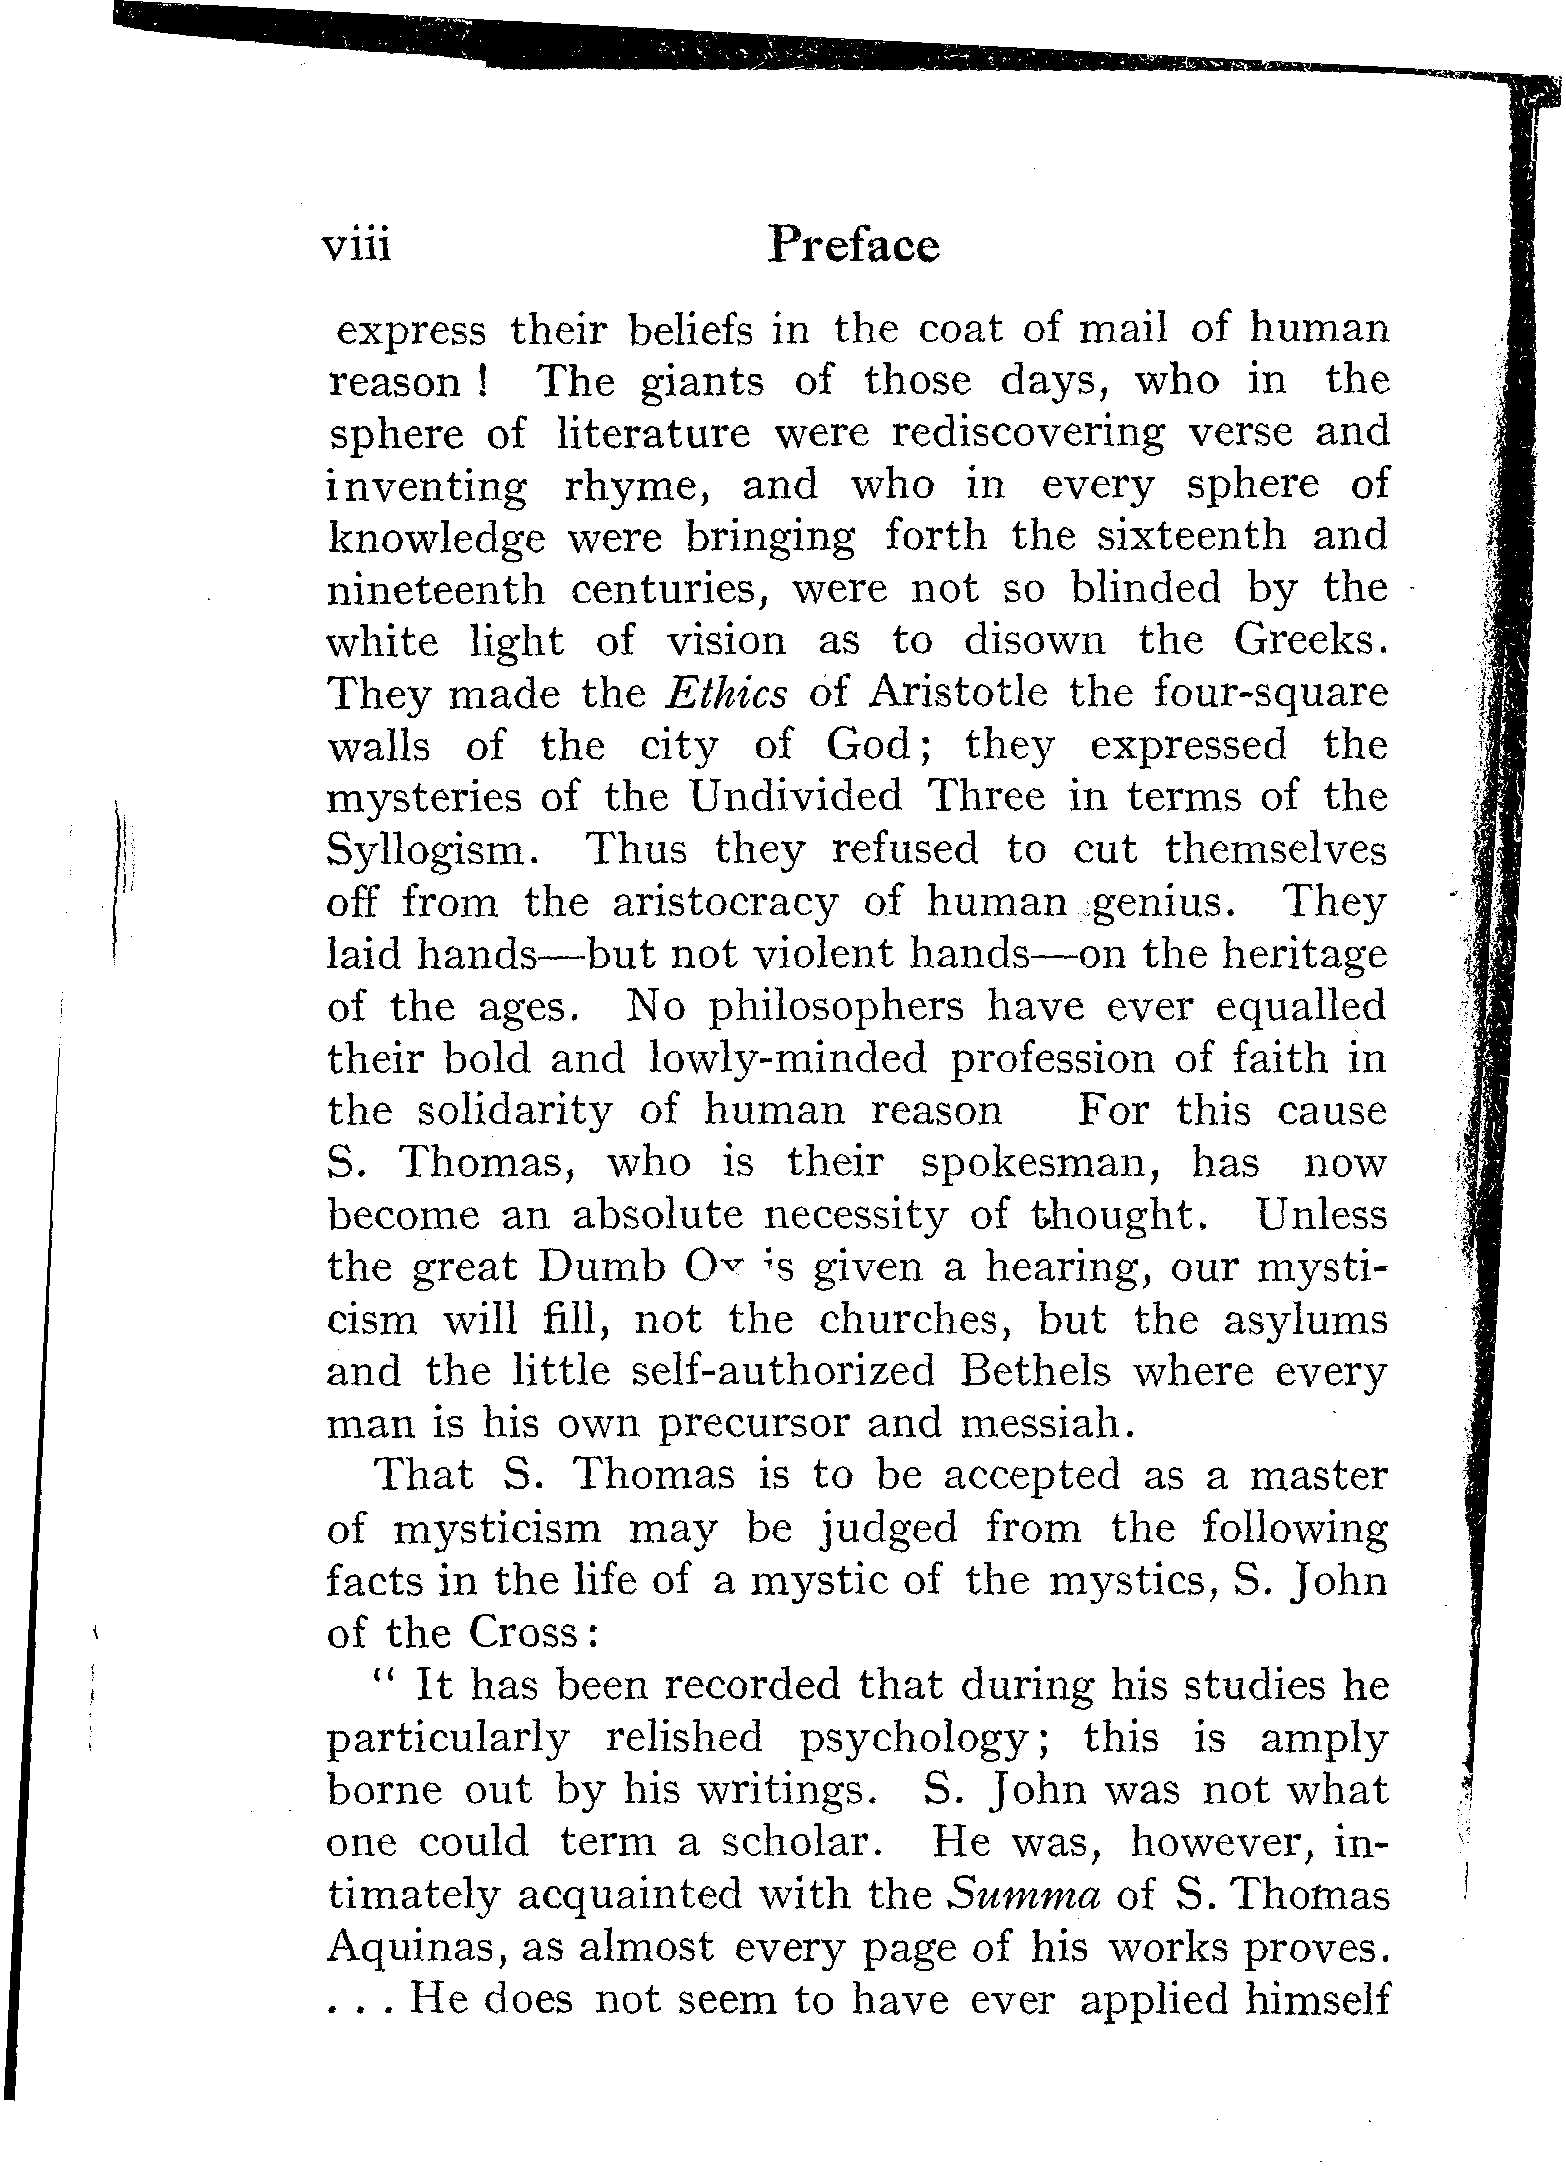 viii Preface
express their beliefs in the coat of mail of human
reason ! The giants of those days, who in the
sphere of literature were rediscovering verse and
inventing rhyme, and who in every sphere of
knowledge were bringing forth the sixteenth and
nineteenth centuries, were not so blinded by the
white light of vision as to disown the Greeks.
They made the Ethics of Aristotle the four-square
walls of the city of God; they expressed the
mysteries of the Undivided Three in terms of the
Syllogism. Thus they refused to cut themselves
off from the aristocracy of human genius. They
laid hands—but not violent hands—on the heritage
of the ages. No philosophers have ever equalled
their bold and lowly-minded profession of faith in
the solidarity of human reason For this cause
S. Thomas, who is their spokesman, has now
become an absolute necessity of thought. Unless
the great Dumb Ox is given a hearing, our mysti-
cism will fill, not the churches, but the asylums
and the little self-authorized Bethels where every
man is his own precursor and messiah.
That S. Thomas is to be accepted as a master
of mysticism may be judged from the following
facts in the life of a mystic of the mystics, S. John
of the Cross :
" It has been recorded that during his studies he
particularly relished psychology; this is amply
borne out by his writings. S. John was not what
one could term a scholar. He was, however, in-
timately acquainted with the Summa of S. Thomas
Aquinas, as almost every page of his works proves.
. . . He does not seem to have ever applied himself